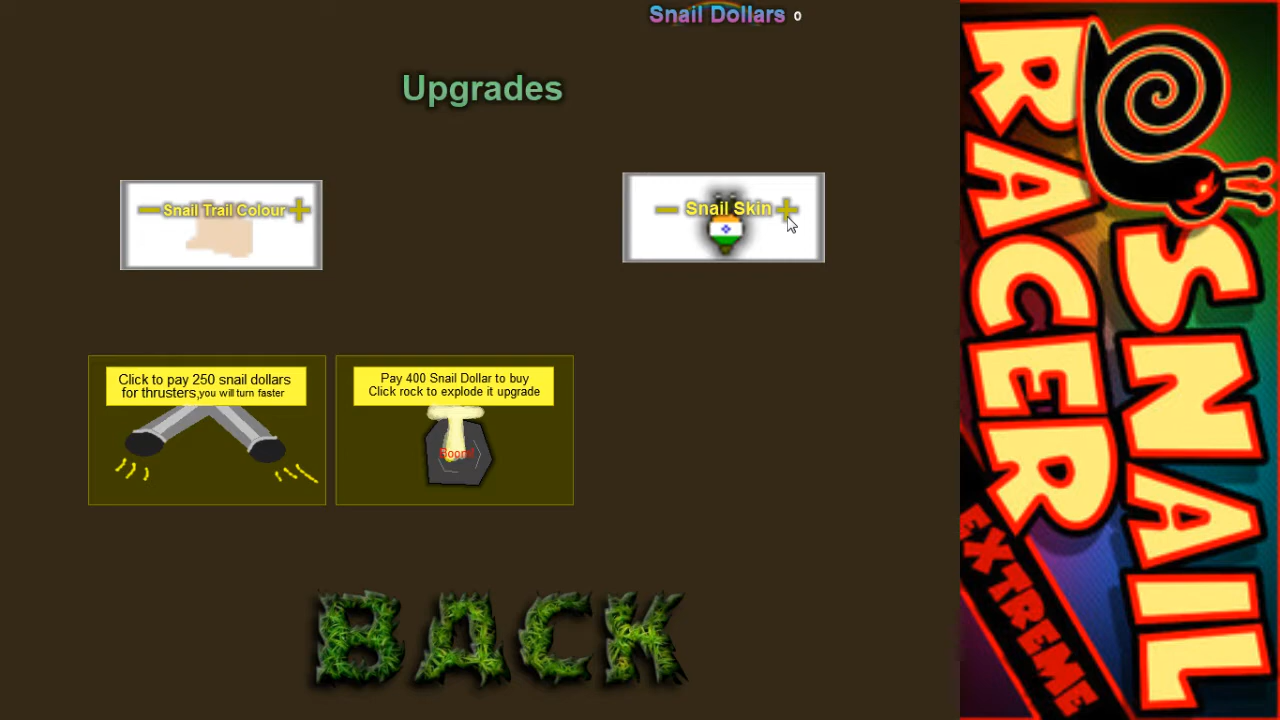 Snail Dollars 0
Upgrades
− Snail Trail Colour +
− Snail Skin +
Click to pay 250 snail dollars
for thrusters,you will turn faster
Pay 400 Snail Dollar to buy
Click rock to explode it upgrade
Boom!
BACK
SNAIL
RACER
EXTREME